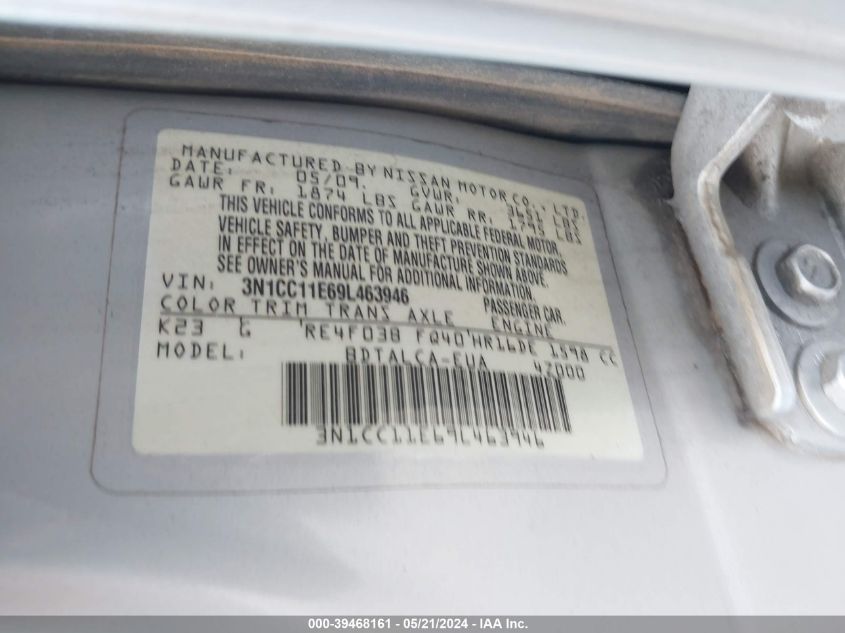 MANUFACTURED BY NISSAN MOTOR CO., LTD.
DATE: 05/09. GVWR: 3651 LBS
GAWR FR: 1874 LBS GAWR RR: 1795 LBS
THIS VEHICLE CONFORMS TO ALL APPLICABLE FEDERAL MOTOR
VEHICLE SAFETY, BUMPER AND THEFT PREVENTION STANDARDS
IN EFFECT ON THE DATE OF MANUFACTURE SHOWN ABOVE.
SEE OWNER'S MANUAL FOR ADDITIONAL INFORMATION.
VIN: 3N1CC11E69L463946 PASSENGER CAR.
COLOR TRIM TRANS AXLE ENGINE
K23 G RE4F03B FQ40 HR16DE 1598 CC
MODEL: BDTALCA-EUA 42000
3N1CC11E69L463946
000-39468161 - 05/21/2024 - IAA Inc.